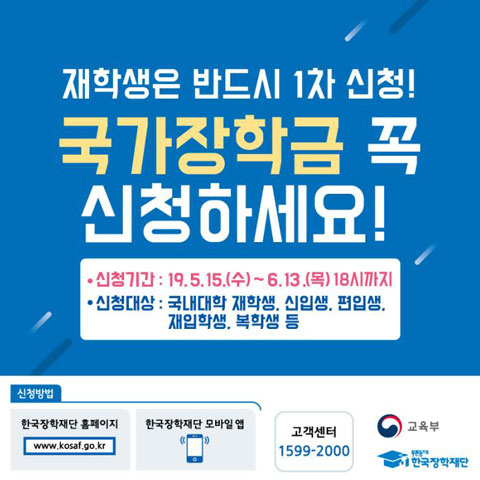 재학생은 반드시 1차 신청!
국가장학금 꼭
신청하세요!
• 신청기간 : 19. 5. 15.(수) ~ 6. 13.(목) 18시까지
• 신청대상 : 국내대학 재학생, 신입생, 편입생,
재입학생, 복학생 등
신청방법
한국장학재단 홈페이지
www.kosaf.go.kr
한국장학재단 모바일 앱
고객센터
1599-2000
교육부
한국장학재단